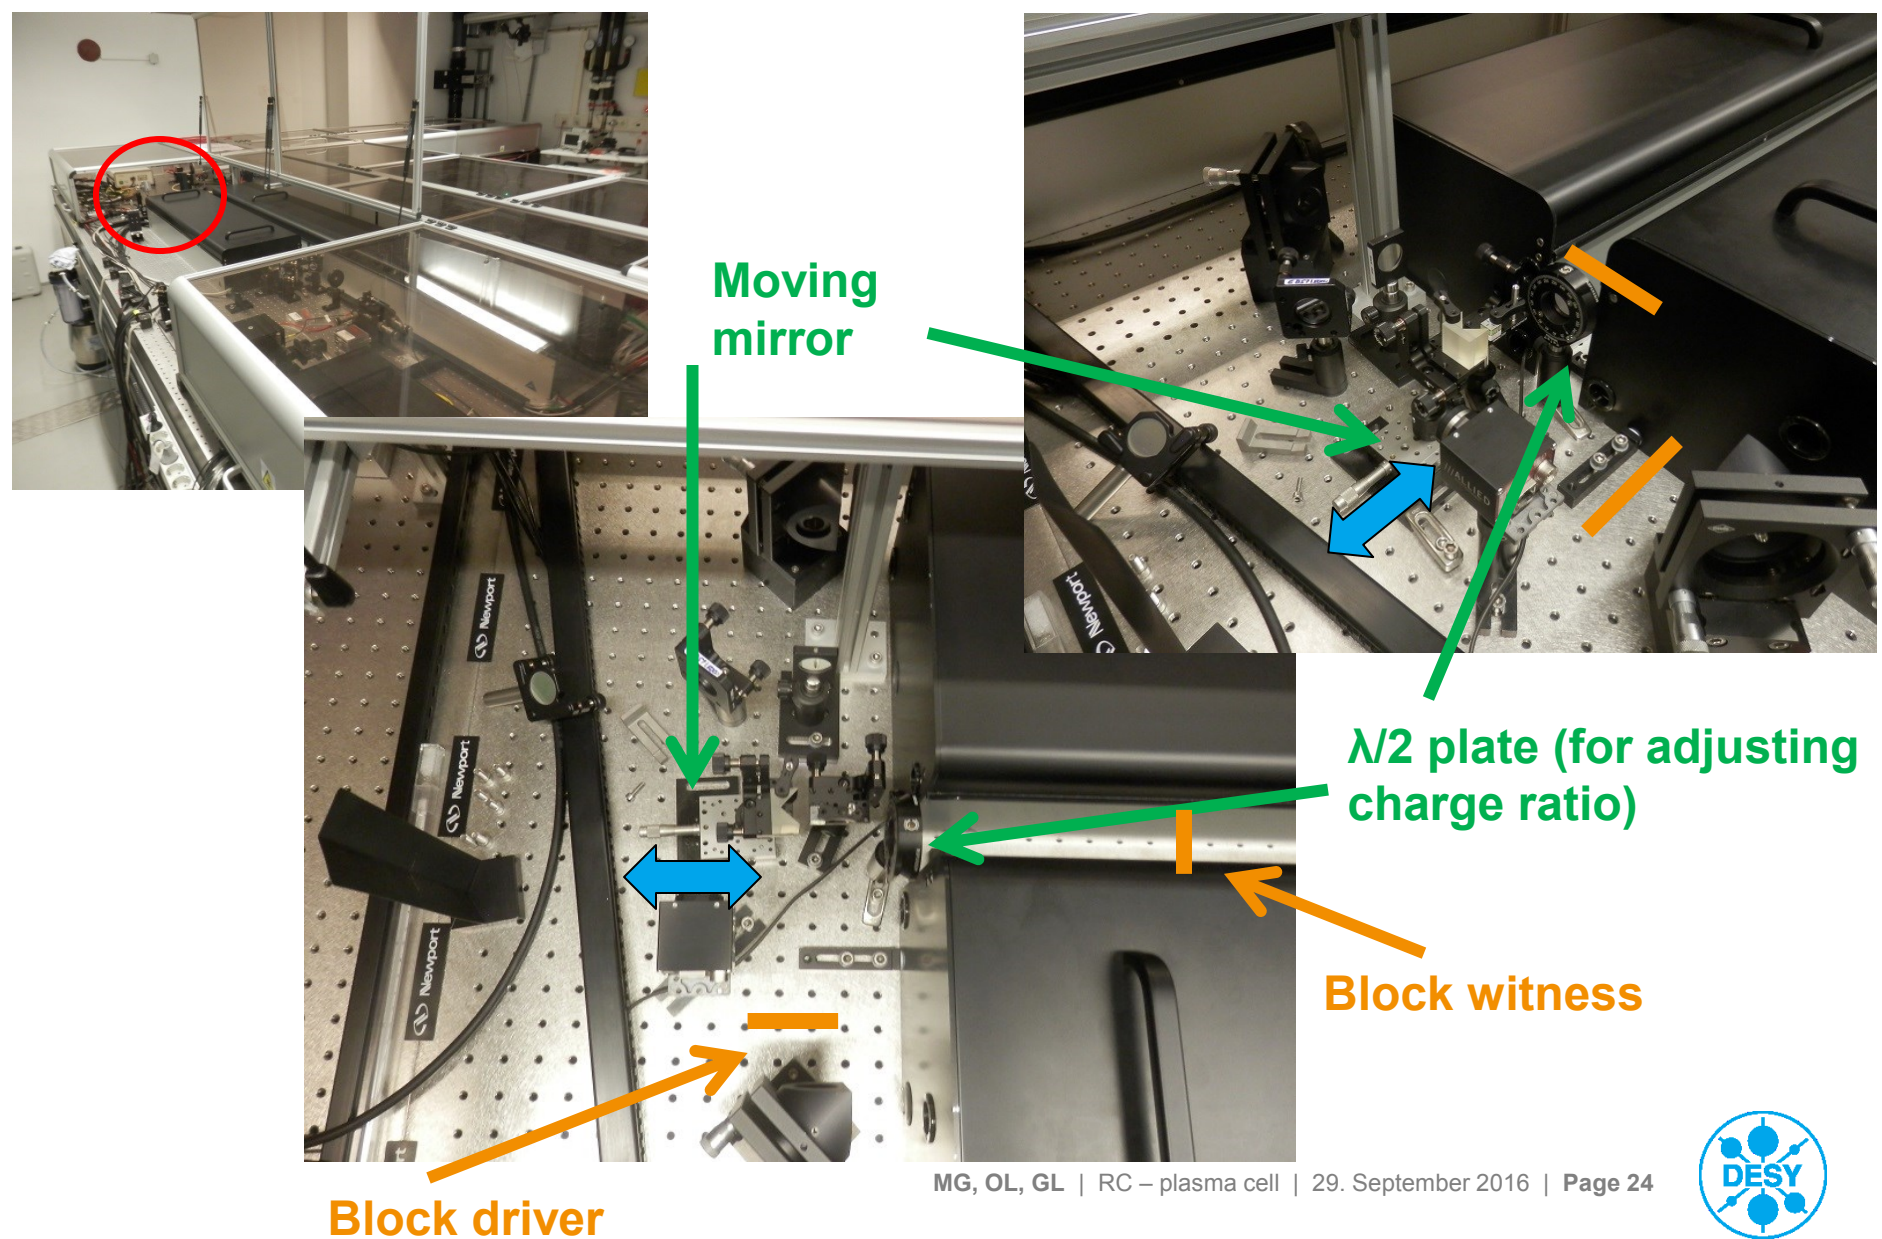 Moving
mirror
ALLIED
Newport
Newport
Newport
Newport
λ/2 plate (for adjusting
charge ratio)
Block witness
Block driver
MG, OL, GL | RC – plasma cell | 29. September 2016 | Page 24
DESY